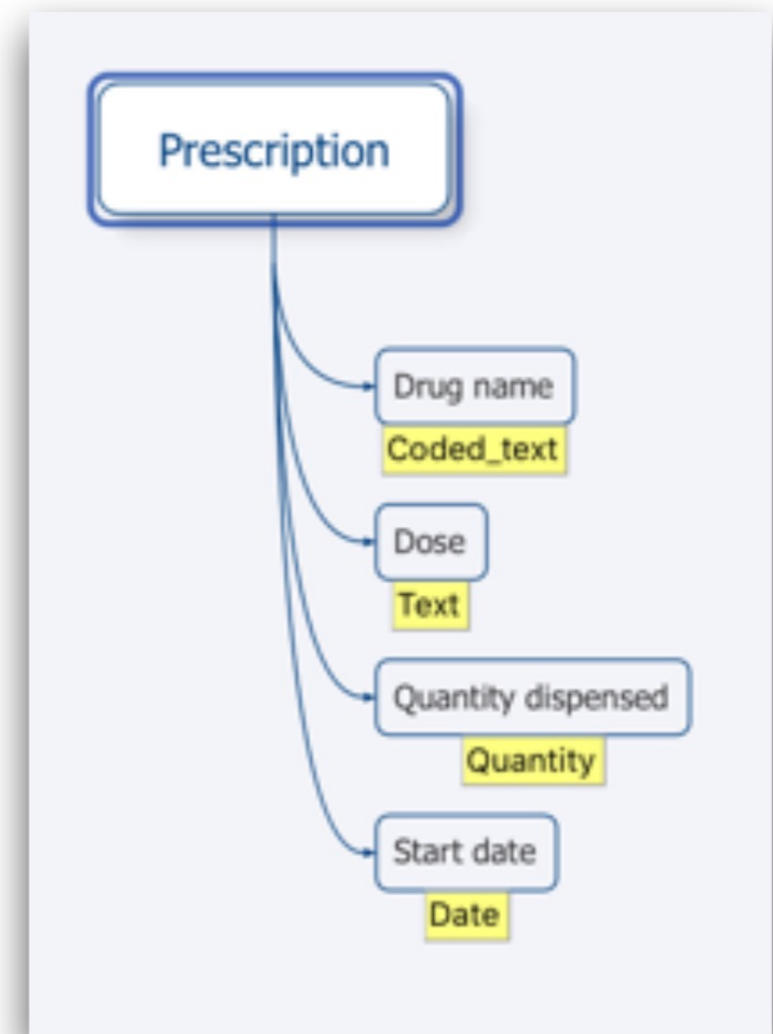 Prescription
Drug name
Coded_text
Dose
Text
Quantity dispensed
Quantity
Start date
Date